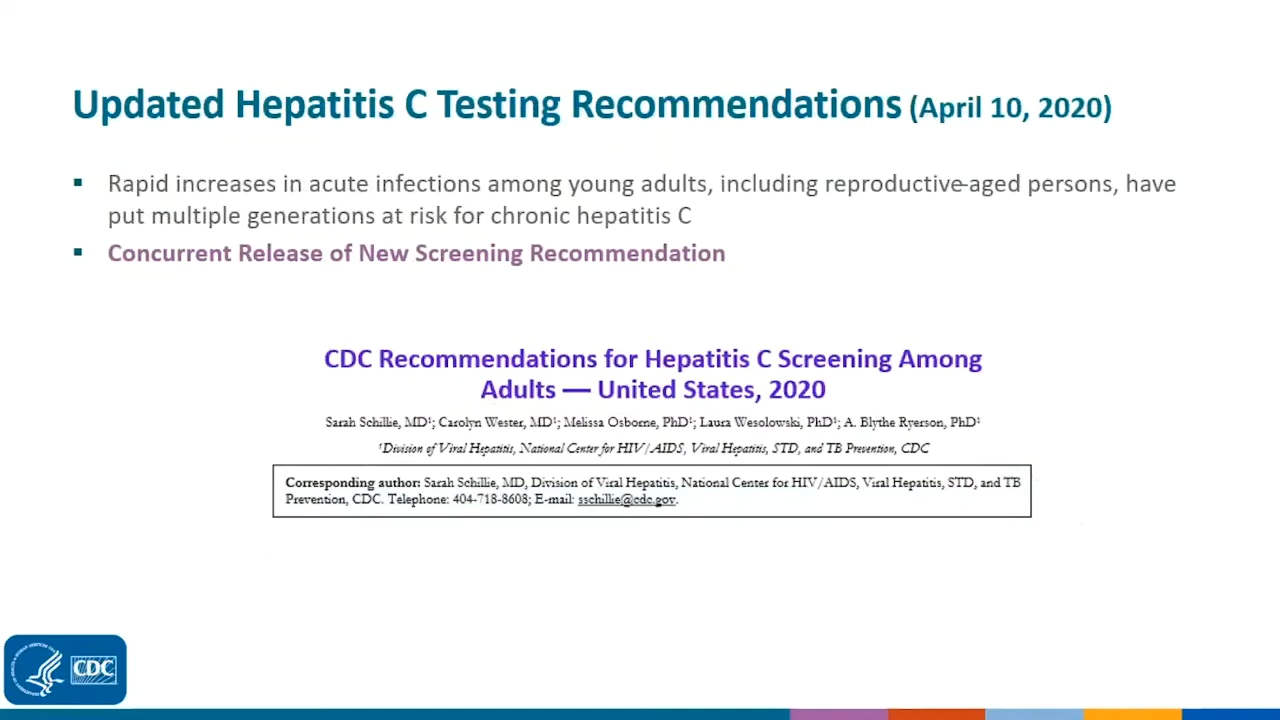 Updated Hepatitis C Testing Recommendations (April 10, 2020)
▪ Rapid increases in acute infections among young adults, including reproductive-aged persons, have
put multiple generations at risk for chronic hepatitis C
▪ Concurrent Release of New Screening Recommendation
CDC Recommendations for Hepatitis C Screening Among
Adults — United States, 2020
Sarah Schillie, MD¹; Carolyn Wester, MD¹; Melissa Osborne, PhD¹; Laura Wesolowski, PhD¹; A. Blythe Ryerson, PhD¹
¹Division of Viral Hepatitis, National Center for HIV/AIDS, Viral Hepatitis, STD, and TB Prevention, CDC
Corresponding author: Sarah Schillie, MD, Division of Viral Hepatitis, National Center for HIV/AIDS, Viral Hepatitis, STD, and TB
Prevention, CDC. Telephone: 404-718-8608; E-mail: sschillie@cdc.gov.
CDC